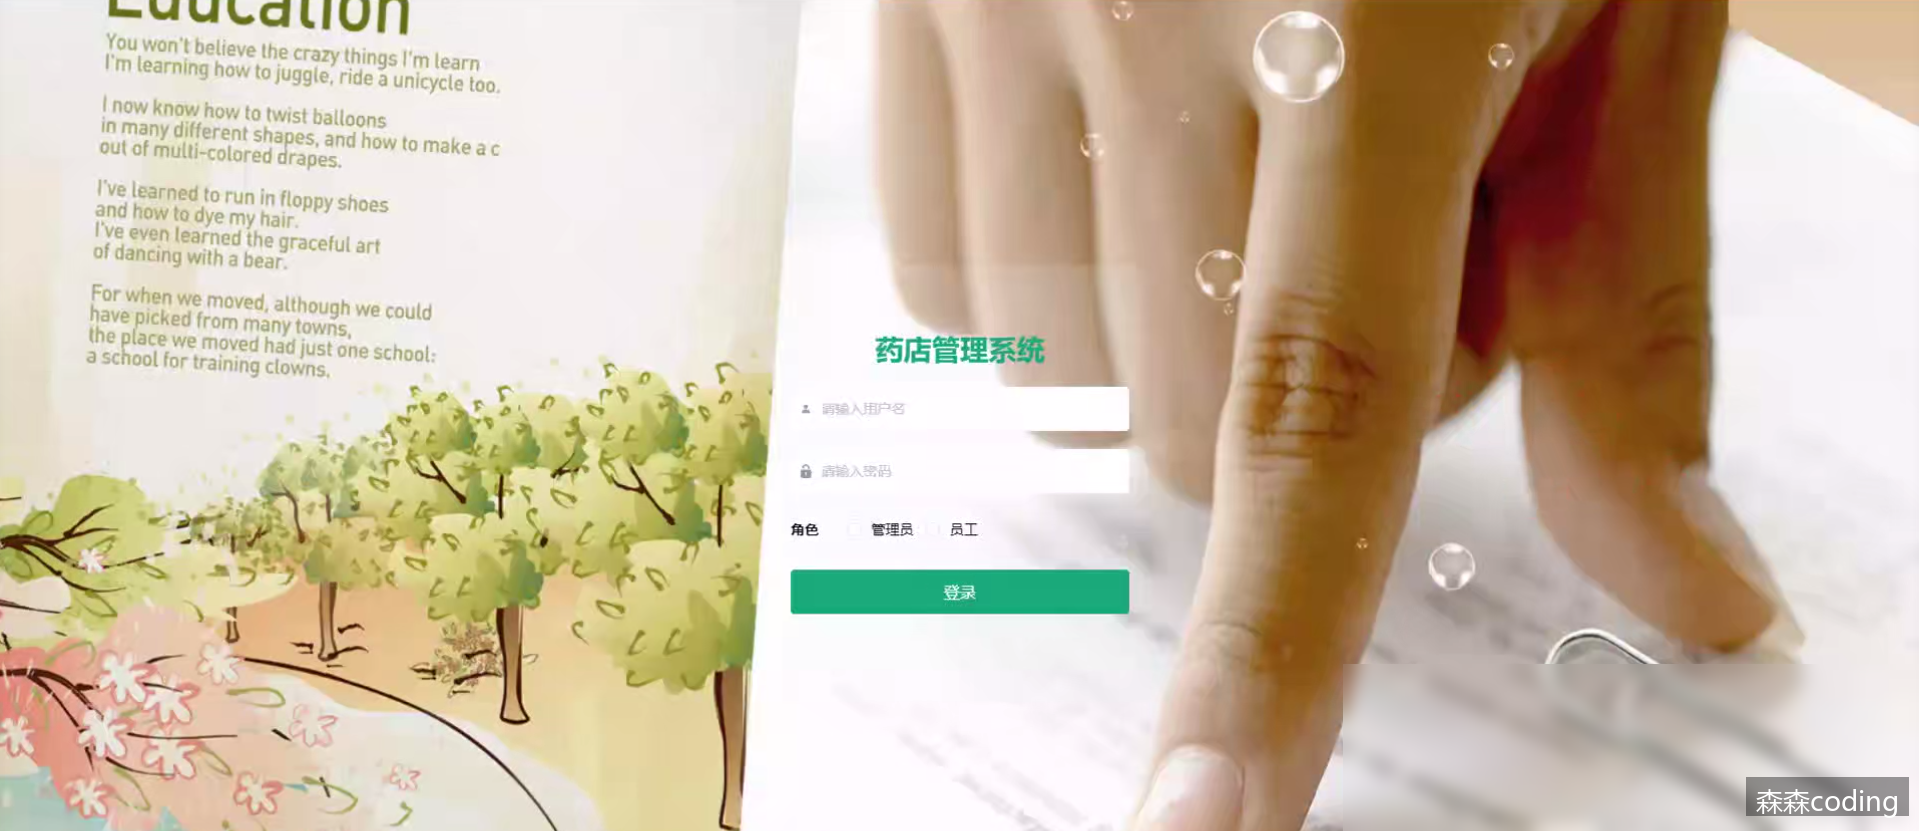 Education
You won't believe the crazy things I'm learn
I'm learning how to juggle, ride a unicycle too.
I now know how to twist balloons
in many different shapes, and how to make a c
out of multi-colored drapes.
I've learned to run in floppy shoes
and how to dye my hair.
I've even learned the graceful art
of dancing with a bear.
For when we moved, although we could
have picked from many towns,
the place we moved had just one school:
a school for training clowns.
药店管理系统
请输入用户名
请输入密码
角色 管理员 员工
登录
森森coding